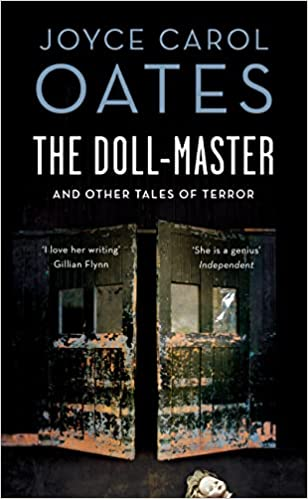 JOYCE CAROL
OATES
THE DOLL-MASTER
AND OTHER TALES OF TERROR
'I love her writing'
Gillian Flynn
'She is a genius'
Independent